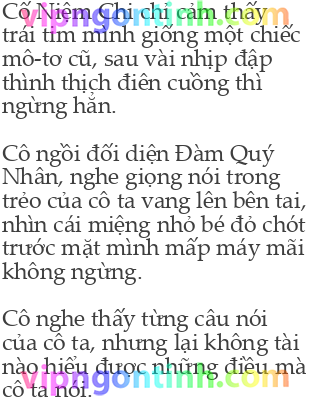 Cố Niệm Chi chỉ cảm thấy
vipngontinh.com
trái tim mình giống một chiếc
mô-tơ cũ, sau vài nhịp đập
thình thịch điên cuồng thì
ngừng hẳn.
Cô ngồi đối diện Đàm Quý
Nhân, nghe giọng nói trong
trẻo của cô ta vang lên bên tai,
nhìn cái miệng nhỏ bé đỏ chót
trước mặt mình mấp máy mãi
không ngừng.
Cô nghe thấy từng câu nói
của cô ta, nhưng lại không tài
nào hiểu được những điều mà
vipngontinh.com
cô ta nói.